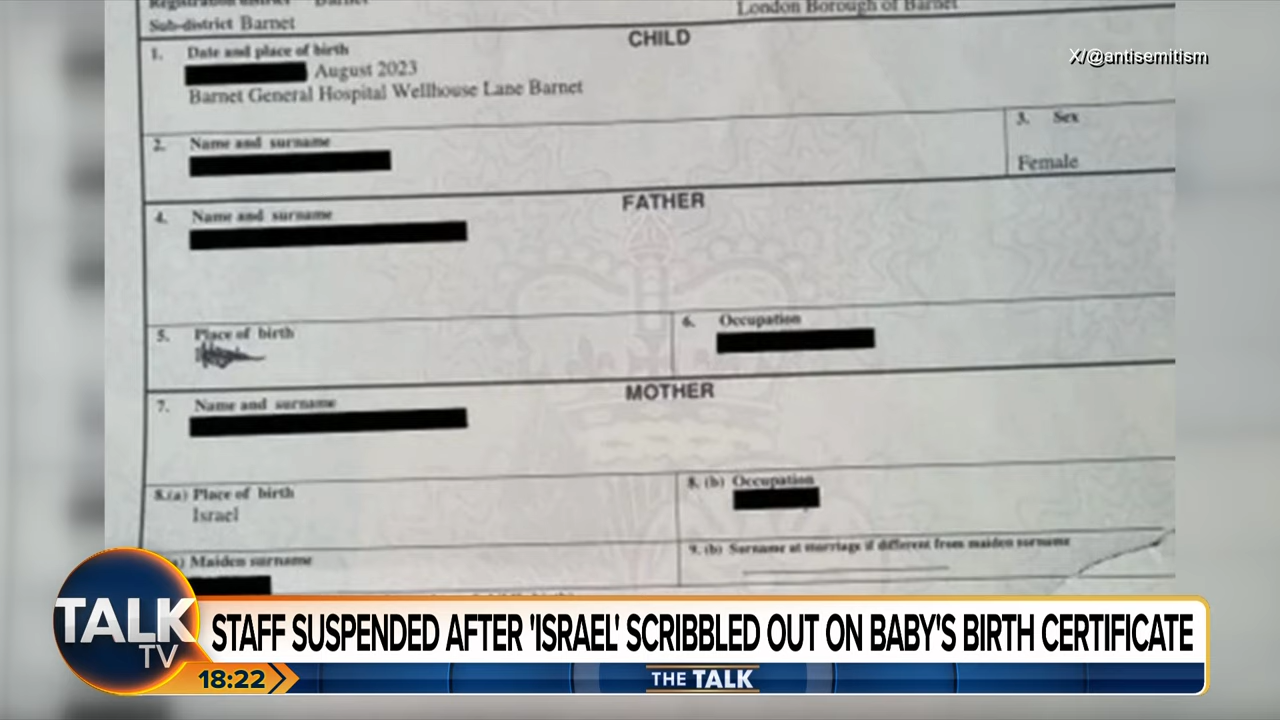 Registration district Barnet
London Borough of Barnet
Sub-district Barnet
CHILD
X/@antisemitism
1. Date and place of birth
August 2023
Barnet General Hospital Wellhouse Lane Barnet
2. Name and surname
3. Sex
Female
FATHER
4. Name and surname
5. Place of birth
6. Occupation
MOTHER
7. Name and surname
8.(a) Place of birth
Israel
8. (b) Occupation
Maiden surname
9. (b) Surname at marriage if different from maiden surname
TALK
TV
STAFF SUSPENDED AFTER 'ISRAEL' SCRIBBLED OUT ON BABY'S BIRTH CERTIFICATE
18:22
THE TALK